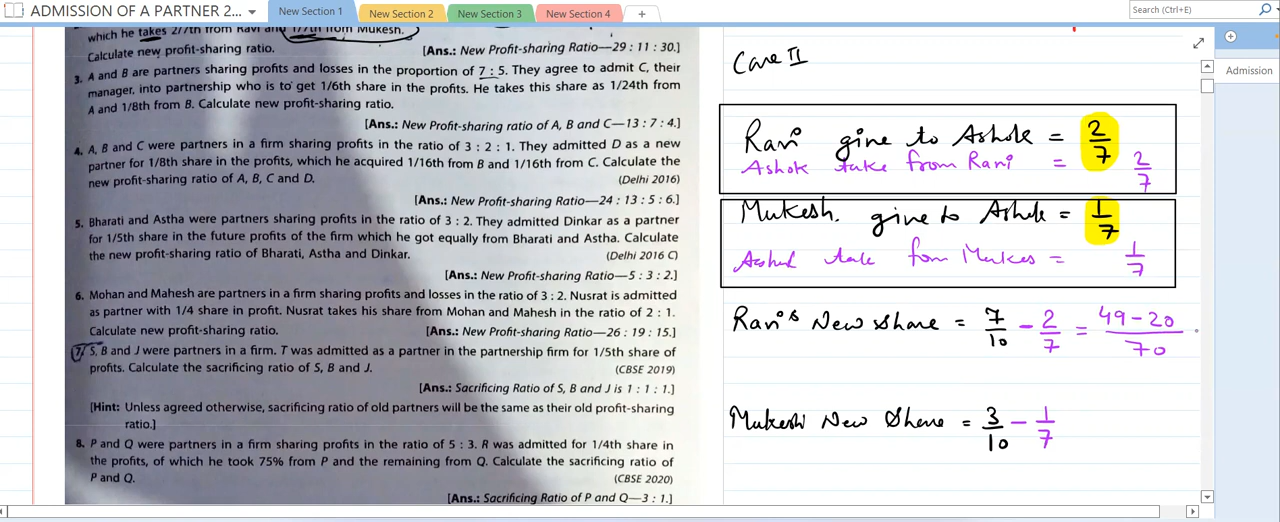 ADMISSION OF A PARTNER 2...
New Section 1
New Section 2
New Section 3
New Section 4
+
Search (Ctrl+E)
Admission
which he takes 2/7th from Ravi and 1/7th from Mukesh.
Calculate new profit-sharing ratio.
[Ans.: New Profit-sharing Ratio—29 : 11 : 30.]
3. A and B are partners sharing profits and losses in the proportion of 7 : 5. They agree to admit C, their
manager, into partnership who is to get 1/6th share in the profits. He takes this share as 1/24th from
A and 1/8th from B. Calculate new profit-sharing ratio.
[Ans.: New Profit-sharing ratio of A, B and C—13 : 7 : 4.]
4. A, B and C were partners in a firm sharing profits in the ratio of 3 : 2 : 1. They admitted D as a new
partner for 1/8th share in the profits, which he acquired 1/16th from B and 1/16th from C. Calculate the
new profit-sharing ratio of A, B, C and D. (Delhi 2016)
[Ans.: New Profit-sharing Ratio—24 : 13 : 5 : 6.]
5. Bharati and Astha were partners sharing profits in the ratio of 3 : 2. They admitted Dinkar as a partner
for 1/5th share in the future profits of the firm which he got equally from Bharati and Astha. Calculate
the new profit-sharing ratio of Bharati, Astha and Dinkar. (Delhi 2016 C)
[Ans.: New Profit-sharing Ratio—5 : 3 : 2.]
6. Mohan and Mahesh are partners in a firm sharing profits and losses in the ratio of 3 : 2. Nusrat is admitted
as partner with 1/4 share in profit. Nusrat takes his share from Mohan and Mahesh in the ratio of 2 : 1.
Calculate new profit-sharing ratio. [Ans.: New Profit-sharing Ratio—26 : 19 : 15.]
7. S, B and J were partners in a firm. T was admitted as a partner in the partnership firm for 1/5th share of
profits. Calculate the sacrificing ratio of S, B and J. (CBSE 2019)
[Ans.: Sacrificing Ratio of S, B and J is 1 : 1 : 1.]
[Hint: Unless agreed otherwise, sacrificing ratio of old partners will be the same as their old profit-sharing
ratio.]
8. P and Q were partners in a firm sharing profits in the ratio of 5 : 3. R was admitted for 1/4th share in
the profits, of which he took 75% from P and the remaining from Q. Calculate the sacrificing ratio of
P and Q. (CBSE 2020)
[Ans.: Sacrificing Ratio of P and Q—3 : 1.]
Case II
Ravi give to Ashok = 2/7
Ashok take from Ravi = 2/7
Mukesh. give to Ashok = 1/7
Ashok take from Mukes = 1/7
Ravi's New Share = 7/10 - 2/7 = 49 - 20/70
Mukesh New Share = 3/10 - 1/7